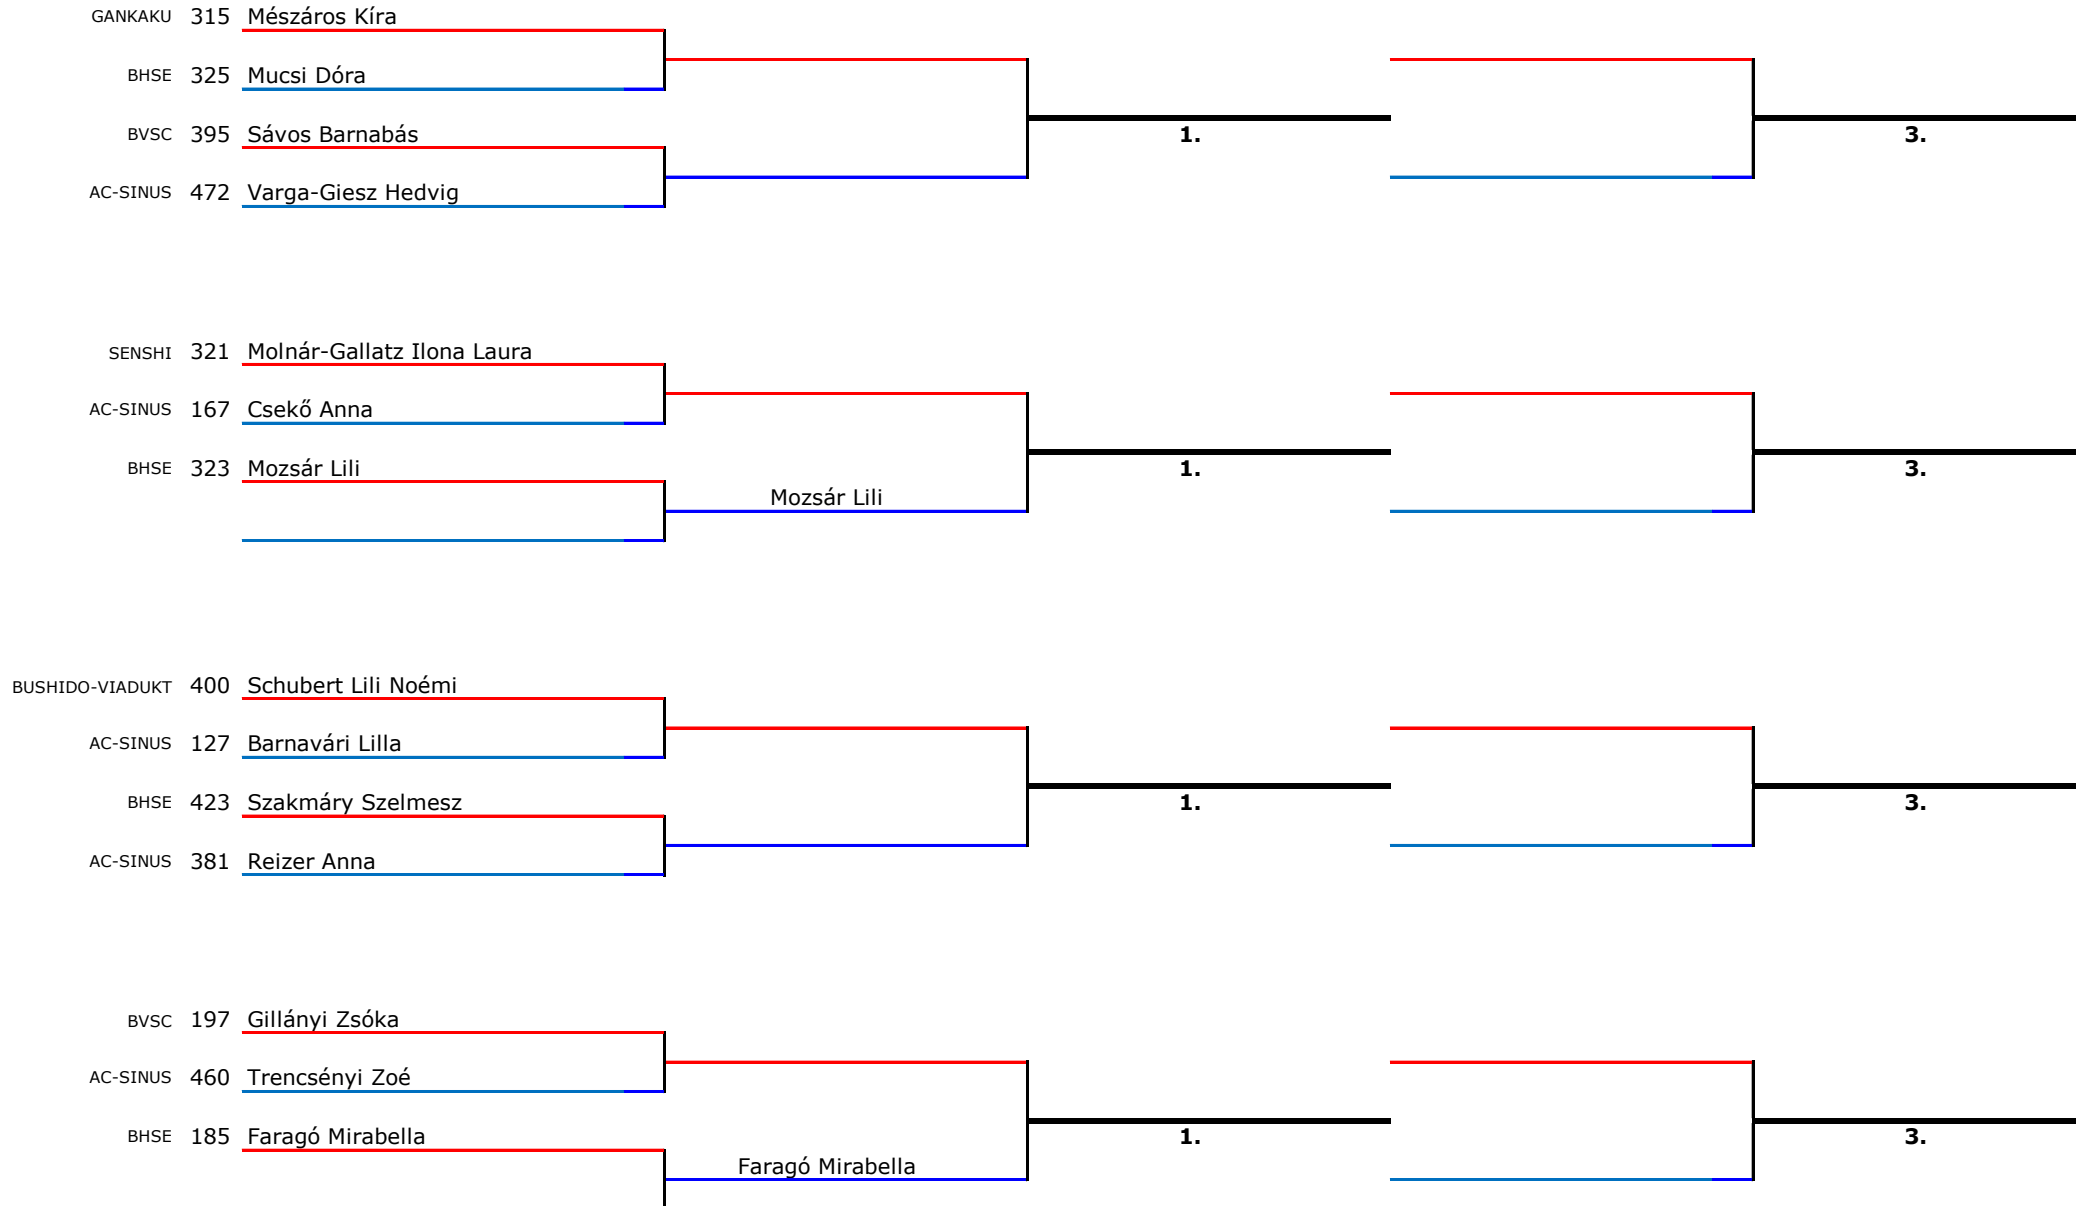 GANKAKU 315 Mészáros Kíra
BHSE 325 Mucsi Dóra
BVSC 395 Sávos Barnabás 1. 3.
AC-SINUS 472 Varga-Giesz Hedvig
SENSHI 321 Molnár-Gallatz Ilona Laura
AC-SINUS 167 Csekő Anna
BHSE 323 Mozsár Lili 1. 3.
Mozsár Lili
BUSHIDO-VIADUKT 400 Schubert Lili Noémi
AC-SINUS 127 Barnavári Lilla
BHSE 423 Szakmáry Szelmesz 1. 3.
AC-SINUS 381 Reizer Anna
BVSC 197 Gillányi Zsóka
AC-SINUS 460 Trencsényi Zoé
BHSE 185 Faragó Mirabella 1. 3.
Faragó Mirabella